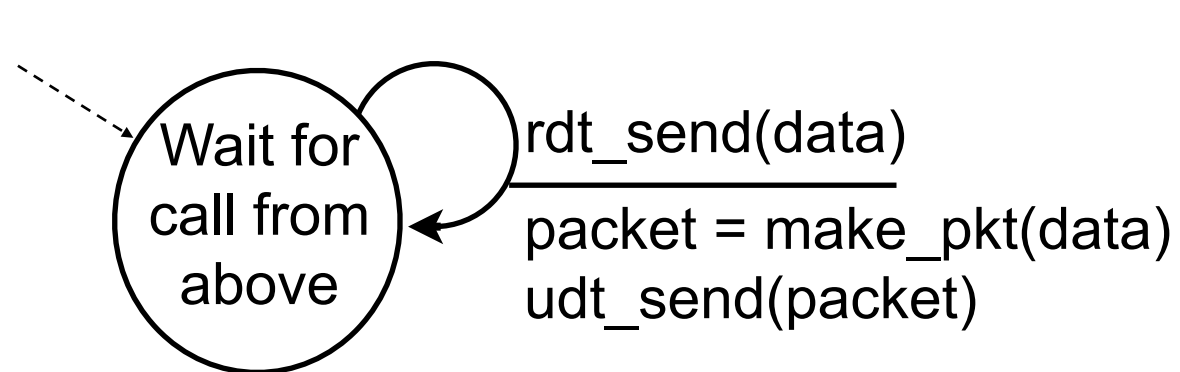 Wait for
call from
above
rdt_send(data)
packet = make_pkt(data)
udt_send(packet)